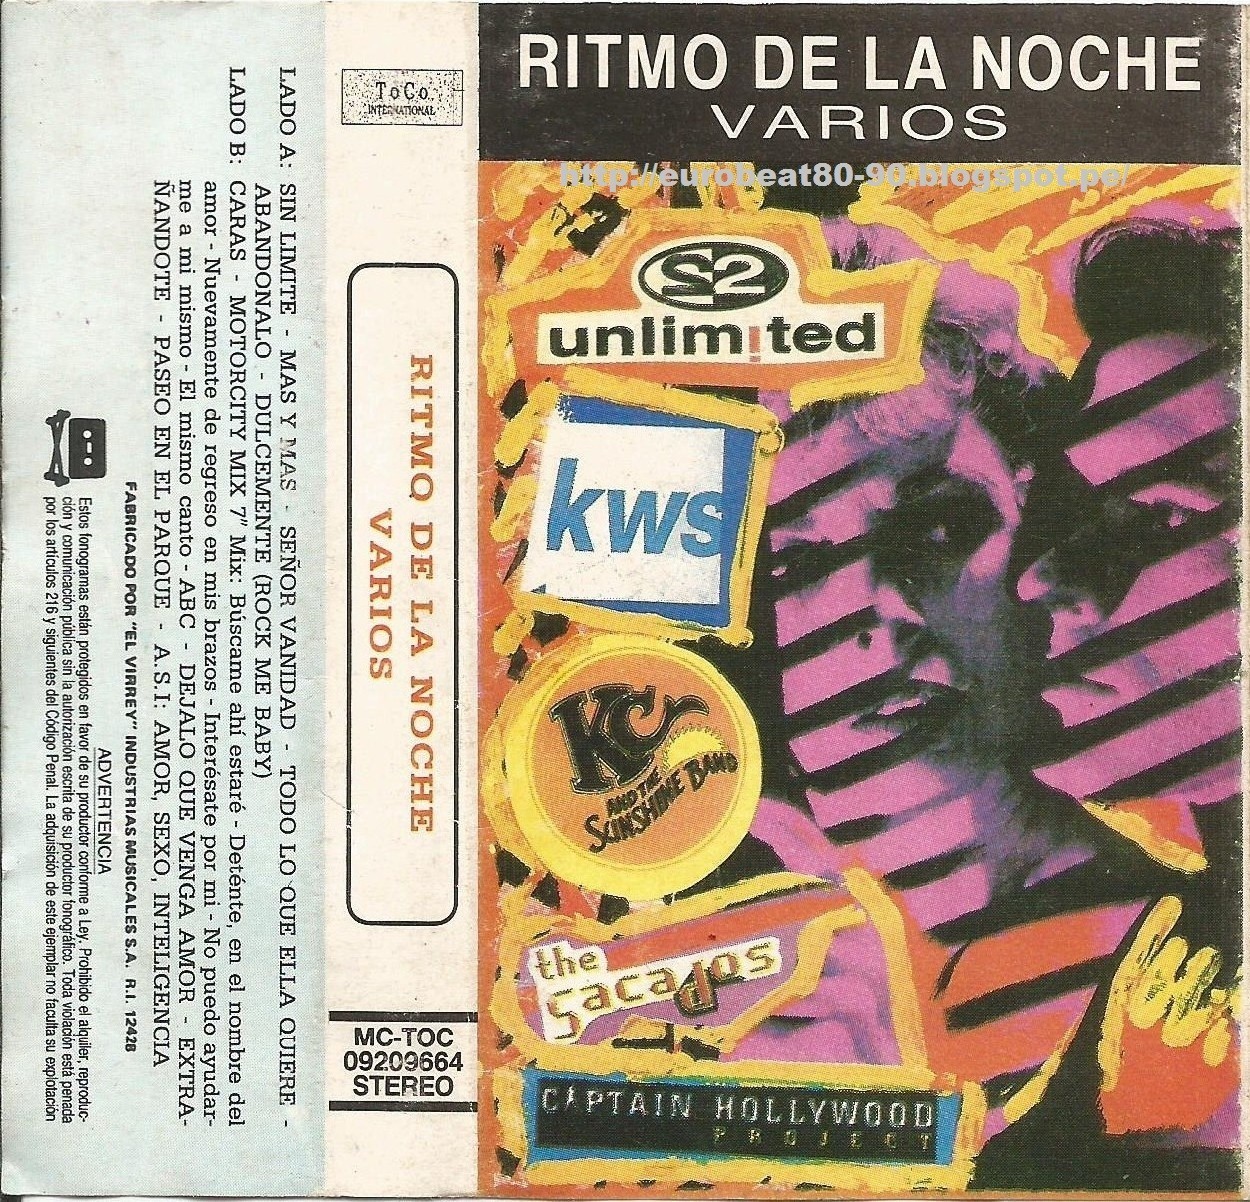 RITMO DE LA NOCHE
VARIOS
http://eurobeat80-90.blogspot.pe/
2
unlim!ted
kws
KC
AND THE
SUNSHINE BAND
the
sacados
CAPTAIN HOLLYWOOD
PROJECT
ToCo
INTERNATIONAL
RITMO DE LA NOCHE
VARIOS
MC-TOC
09209664
STEREO
LADO A: SIN LIMITE - MAS Y MAS - SEÑOR VANIDAD - TODO LO QUE ELLA QUIERE -
ABANDONALO - DULCEMENTE (ROCK ME BABY)
LADO B: CARAS - MOTORCITY MIX 7” Mix: Búscame ahí estaré - Deténte, en el nombre del
amor - Nuevamente de regreso en mis brazos - Interésate por mi - No puedo ayudar-
me a mi mismo - El mismo canto - ABC - DEJALO QUE VENGA AMOR - EXTRA-
ÑANDOTE - PASEO EN EL PARQUE - A.S.I: AMOR, SEXO, INTELIGENCIA
FABRICADO POR “EL VIRREY” INDUSTRIAS MUSICALES S.A. R.I. 12428
ADVERTENCIA
Estos fonogramas están protegidos en favor de su productor conforme a Ley. Prohibido el alquiler, reproduc-
ción y comunicación pública sin la autorización escrita de su productor fonográfico. Toda violación está penada
por los artículos 216 y siguientes del Código Penal. La adquisición de este ejemplar no faculta su explotación